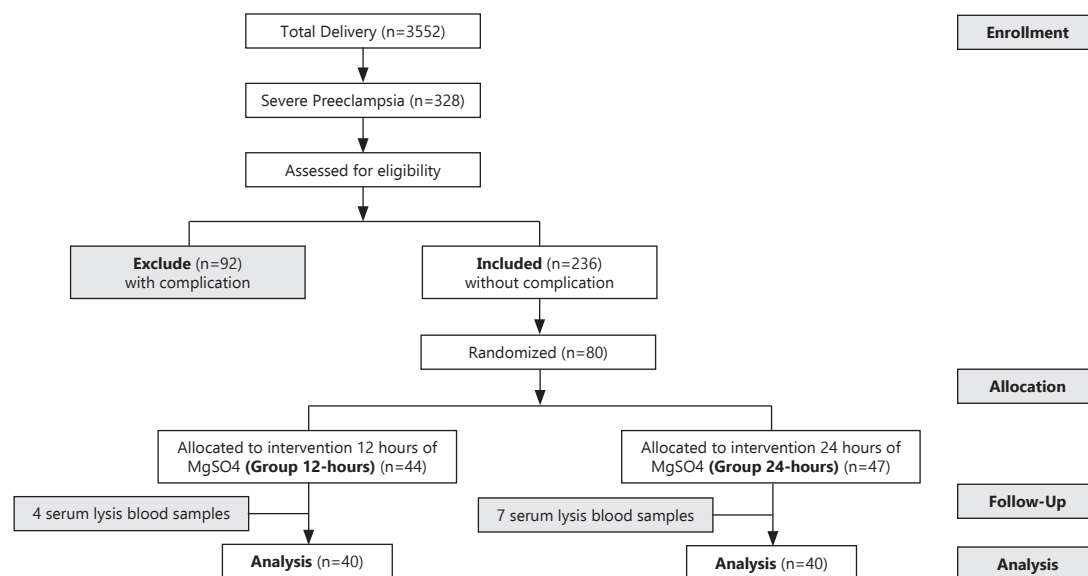 Total Delivery (n=3552)
Enrollment
Severe Preeclampsia (n=328)
Assessed for eligibility
Exclude (n=92)
with complication
Included (n=236)
without complication
Randomized (n=80)
Allocation
Allocated to intervention 12 hours of
MgSO4 (Group 12-hours) (n=44)
Allocated to intervention 24 hours of
MgSO4 (Group 24-hours) (n=47)
4 serum lysis blood samples
7 serum lysis blood samples
Follow-Up
Analysis (n=40)
Analysis (n=40)
Analysis